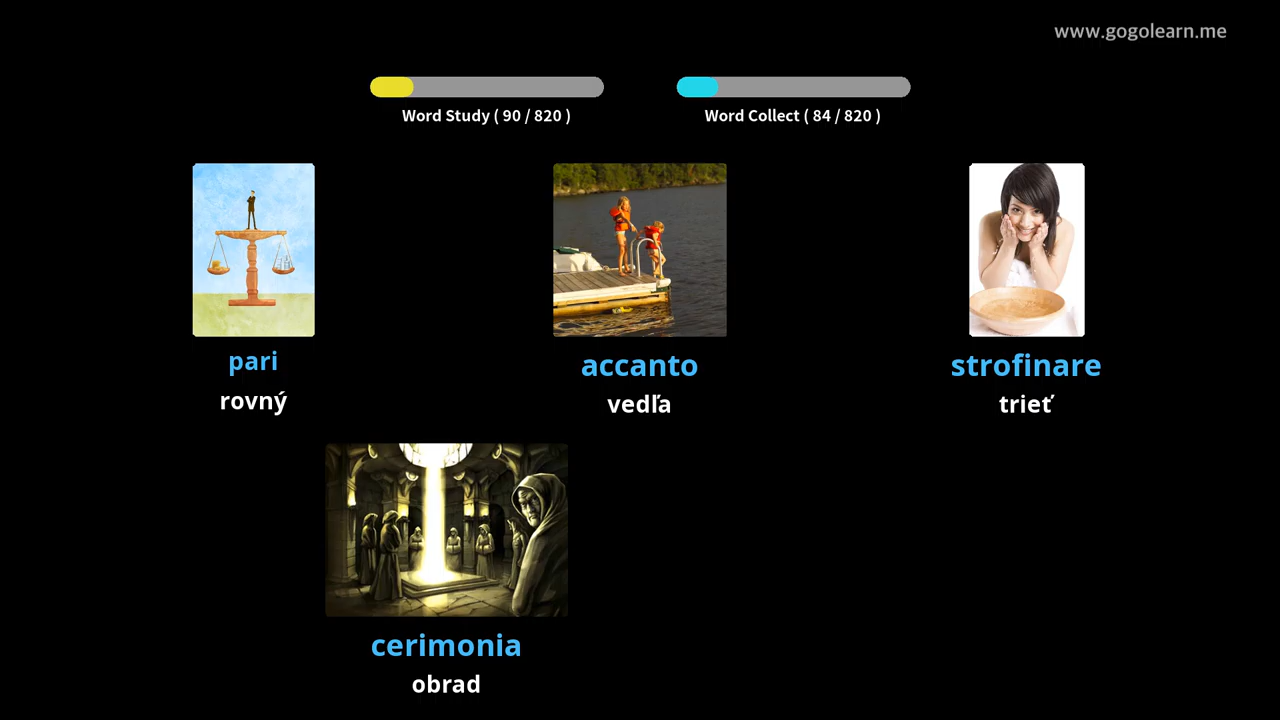 www.gogolearn.me
Word Study ( 90 / 820 )
Word Collect ( 84 / 820 )
pari
accanto
strofinare
rovný
vedľa
trieť
cerimonia
obrad